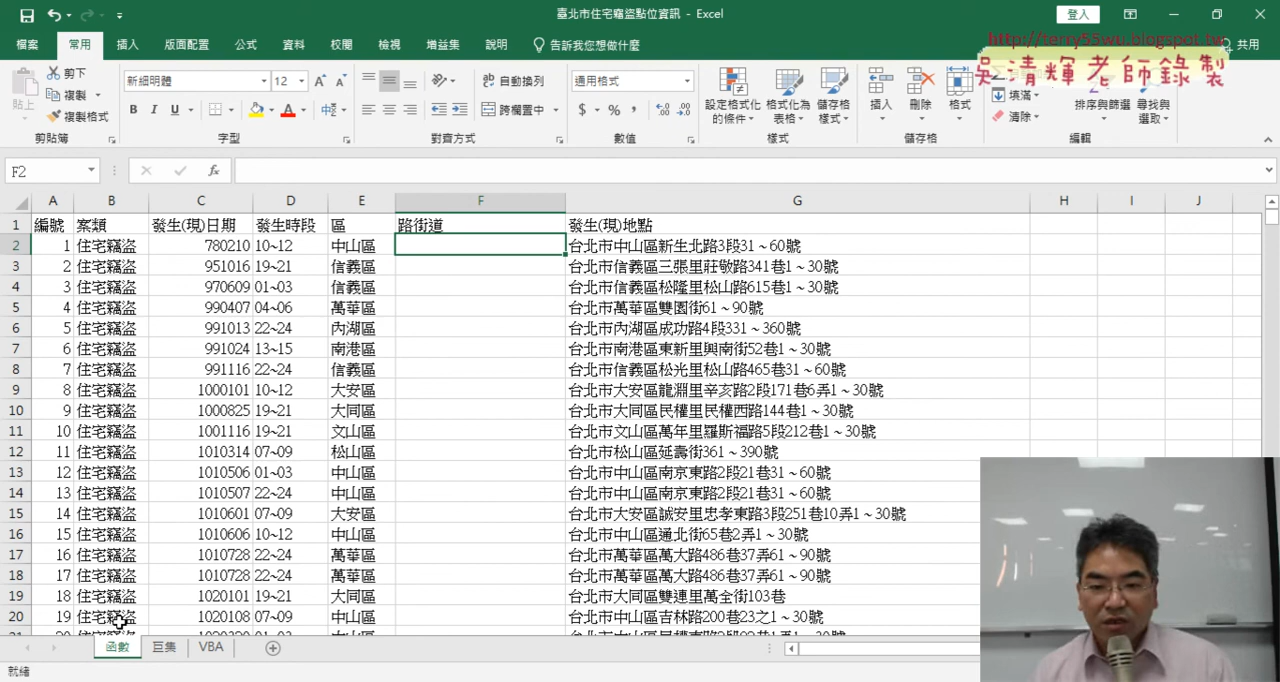 臺北市住宅竊盜點位資訊 - Excel
登入
檔案 常用 插入 版面配置 公式 資料 校閱 檢視 增益集 說明 告訴我您想做什麼 共用
http://terry55wu.blogspot.tw
吳清輝老師錄製
貼上 剪下 複製 複製格式 剪貼簿
新細明體 12 B I U 字型
自動換列 跨欄置中 對齊方式
通用格式 $ % 數值
設定格式化的條件 格式化為表格 儲存格樣式 樣式
插入 刪除 格式 儲存格
填滿 清除 排序與篩選 尋找與選取 編輯
F2 fx
A B C D E F G H I J
1 編號 案類 發生(現)日期 發生時段 區 路街道 發生(現)地點
2 1 住宅竊盜 780210 10~12 中山區 台北市中山區新生北路3段31～60號
3 2 住宅竊盜 951016 19~21 信義區 台北市信義區三張里莊敬路341巷1～30號
4 3 住宅竊盜 970609 01~03 信義區 台北市信義區松隆里松山路615巷1～30號
5 4 住宅竊盜 990407 04~06 萬華區 台北市萬華區雙園街61～90號
6 5 住宅竊盜 991013 22~24 內湖區 台北市內湖區成功路4段331～360號
7 6 住宅竊盜 991024 13~15 南港區 台北市南港區東新里興南街52巷1～30號
8 7 住宅竊盜 991116 22~24 信義區 台北市信義區松光里松山路465巷31～60號
9 8 住宅竊盜 1000101 10~12 大安區 台北市大安區龍淵里辛亥路2段171巷6弄1～30號
10 9 住宅竊盜 1000825 19~21 大同區 台北市大同區民權里民權西路144巷1～30號
11 10 住宅竊盜 1001116 19~21 文山區 台北市文山區萬年里羅斯福路5段212巷1～30號
12 11 住宅竊盜 1010314 07~09 松山區 台北市松山區延壽街361～390號
13 12 住宅竊盜 1010506 01~03 中山區 台北市中山區南京東路2段21巷31～60號
14 13 住宅竊盜 1010507 22~24 中山區 台北市中山區南京東路2段21巷31～60號
15 14 住宅竊盜 1010601 07~09 大安區 台北市大安區誠安里忠孝東路3段251巷10弄1～30號
16 15 住宅竊盜 1010606 10~12 中山區 台北市中山區通北街65巷2弄1～30號
17 16 住宅竊盜 1010728 22~24 萬華區 台北市萬華區萬大路486巷37弄61～90號
18 17 住宅竊盜 1010728 22~24 萬華區 台北市萬華區萬大路486巷37弄61～90號
19 18 住宅竊盜 1020101 19~21 大同區 台北市大同區雙連里萬全街103巷
20 19 住宅竊盜 1020108 07~09 中山區 台北市中山區吉林路200巷23之1～30號
函數 巨集 VBA
就緒